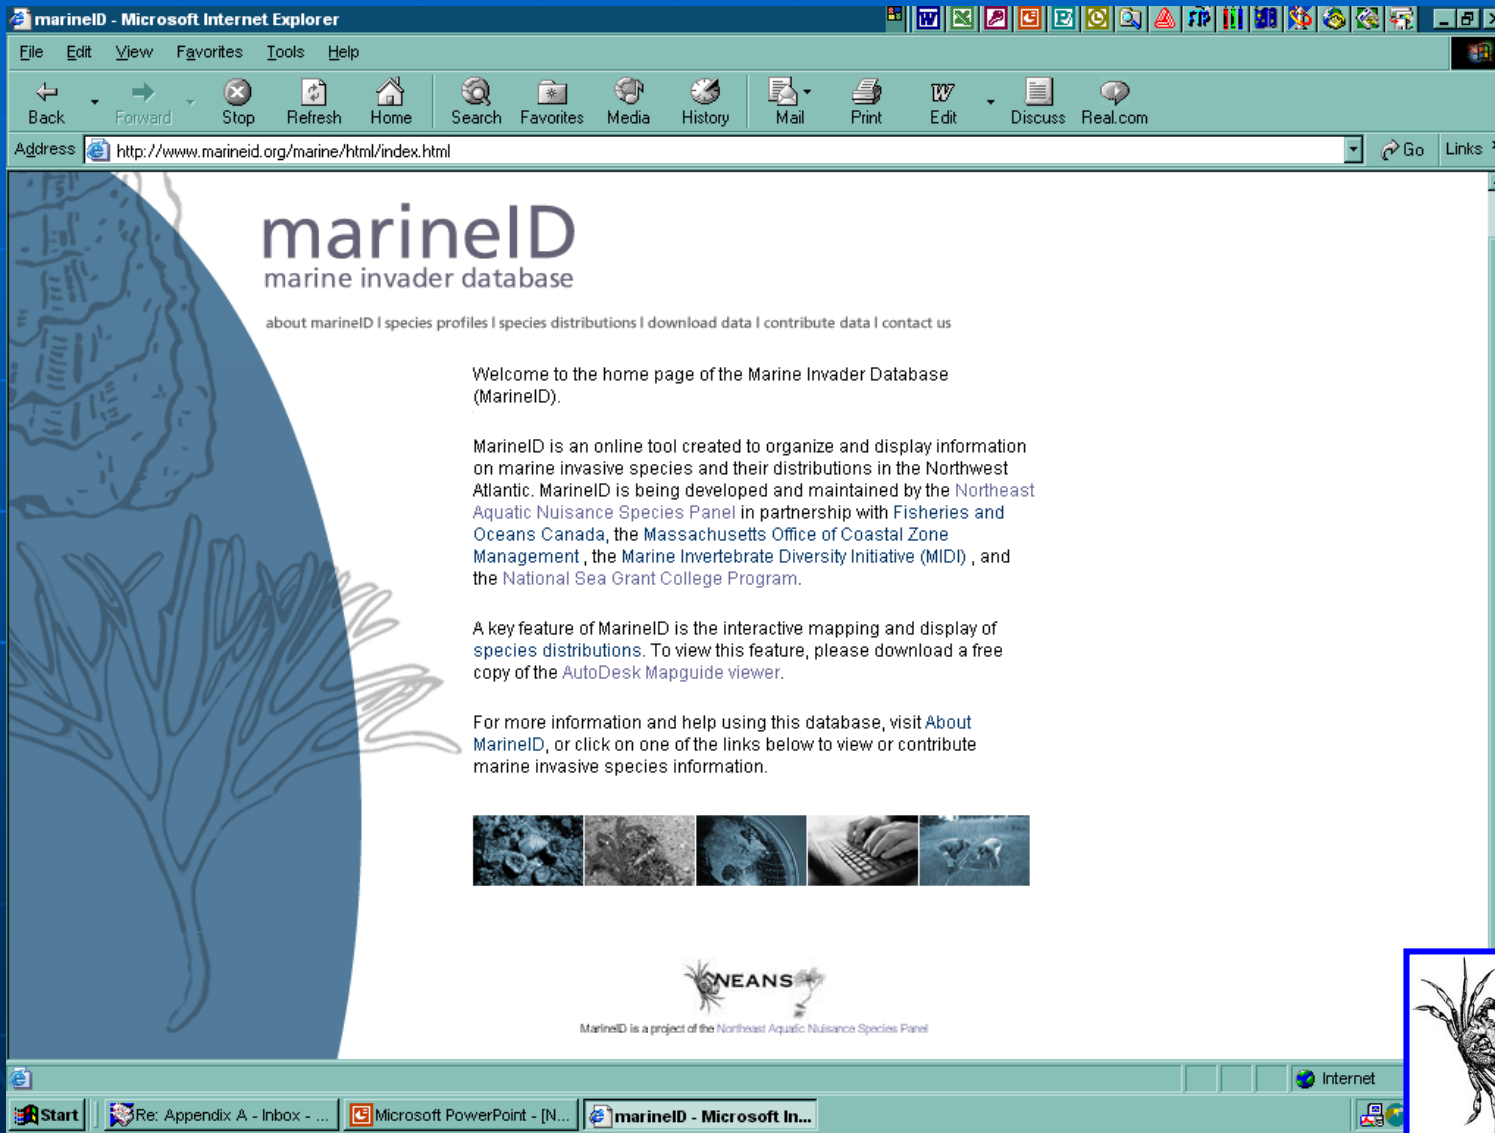 marineID - Microsoft Internet Explorer
File Edit View Favorites Tools Help
Back Forward Stop Refresh Home Search Favorites Media History Mail Print Edit Discuss Real.com
Address http://www.marineid.org/marine/html/index.html Go Links
marineID
marine invader database
about marineID | species profiles | species distributions | download data | contribute data | contact us
Welcome to the home page of the Marine Invader Database
(MarineID).
MarineID is an online tool created to organize and display information
on marine invasive species and their distributions in the Northwest
Atlantic. MarineID is being developed and maintained by the Northeast
Aquatic Nuisance Species Panel in partnership with Fisheries and
Oceans Canada, the Massachusetts Office of Coastal Zone
Management , the Marine Invertebrate Diversity Initiative (MIDI) , and
the National Sea Grant College Program.
A key feature of MarineID is the interactive mapping and display of
species distributions. To view this feature, please download a free
copy of the AutoDesk Mapguide viewer.
For more information and help using this database, visit About
MarineID, or click on one of the links below to view or contribute
marine invasive species information.
NEANS
MarineID is a project of the Northeast Aquatic Nuisance Species Panel
Internet
Start Re: Appendix A - Inbox - ... Microsoft PowerPoint - [N... marineID - Microsoft In...